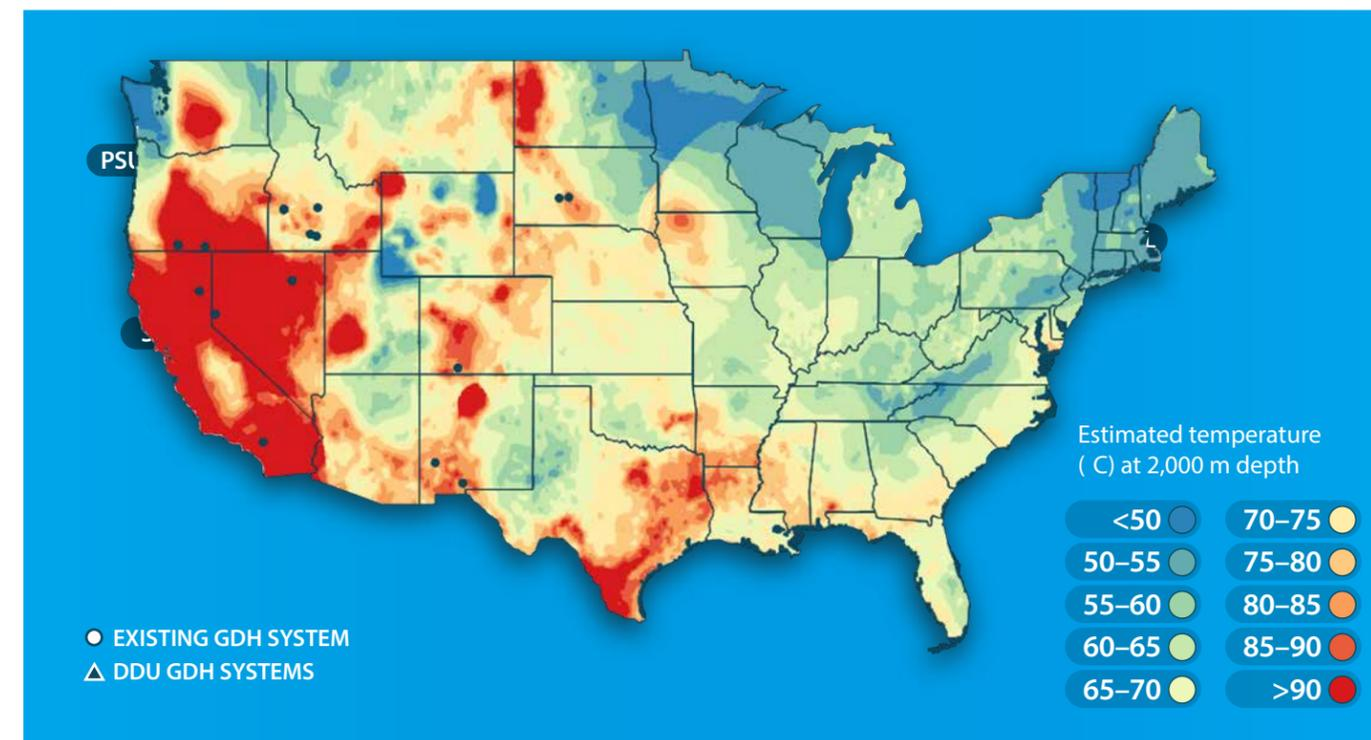 PSU
Estimated temperature
( C) at 2,000 m depth
<50
70–75
50–55
75–80
55–60
80–85
60–65
85–90
65–70
>90
EXISTING GDH SYSTEM
DDU GDH SYSTEMS